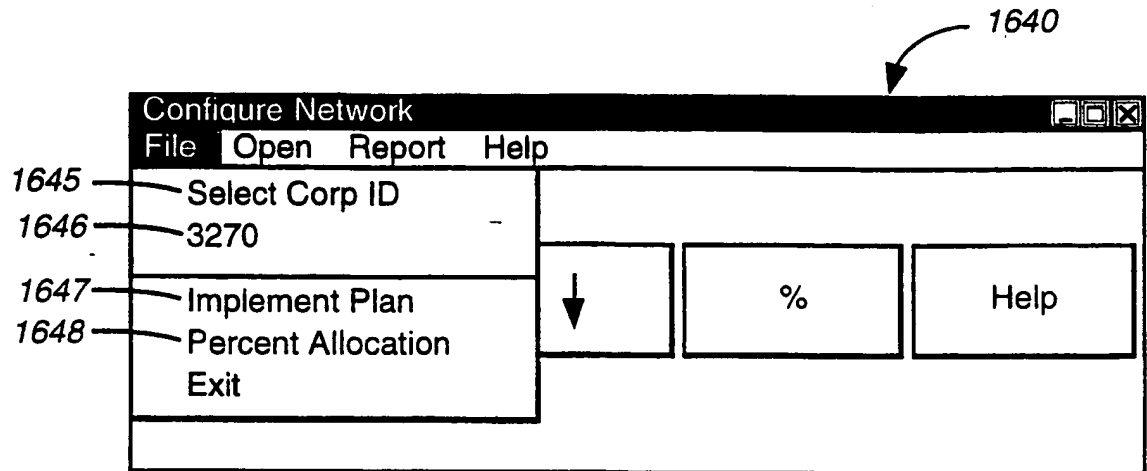 1640
Configure Network
File Open Report Help
1645 Select Corp ID
1646 3270
1647 Implement Plan
1648 Percent Allocation
Exit
% Help